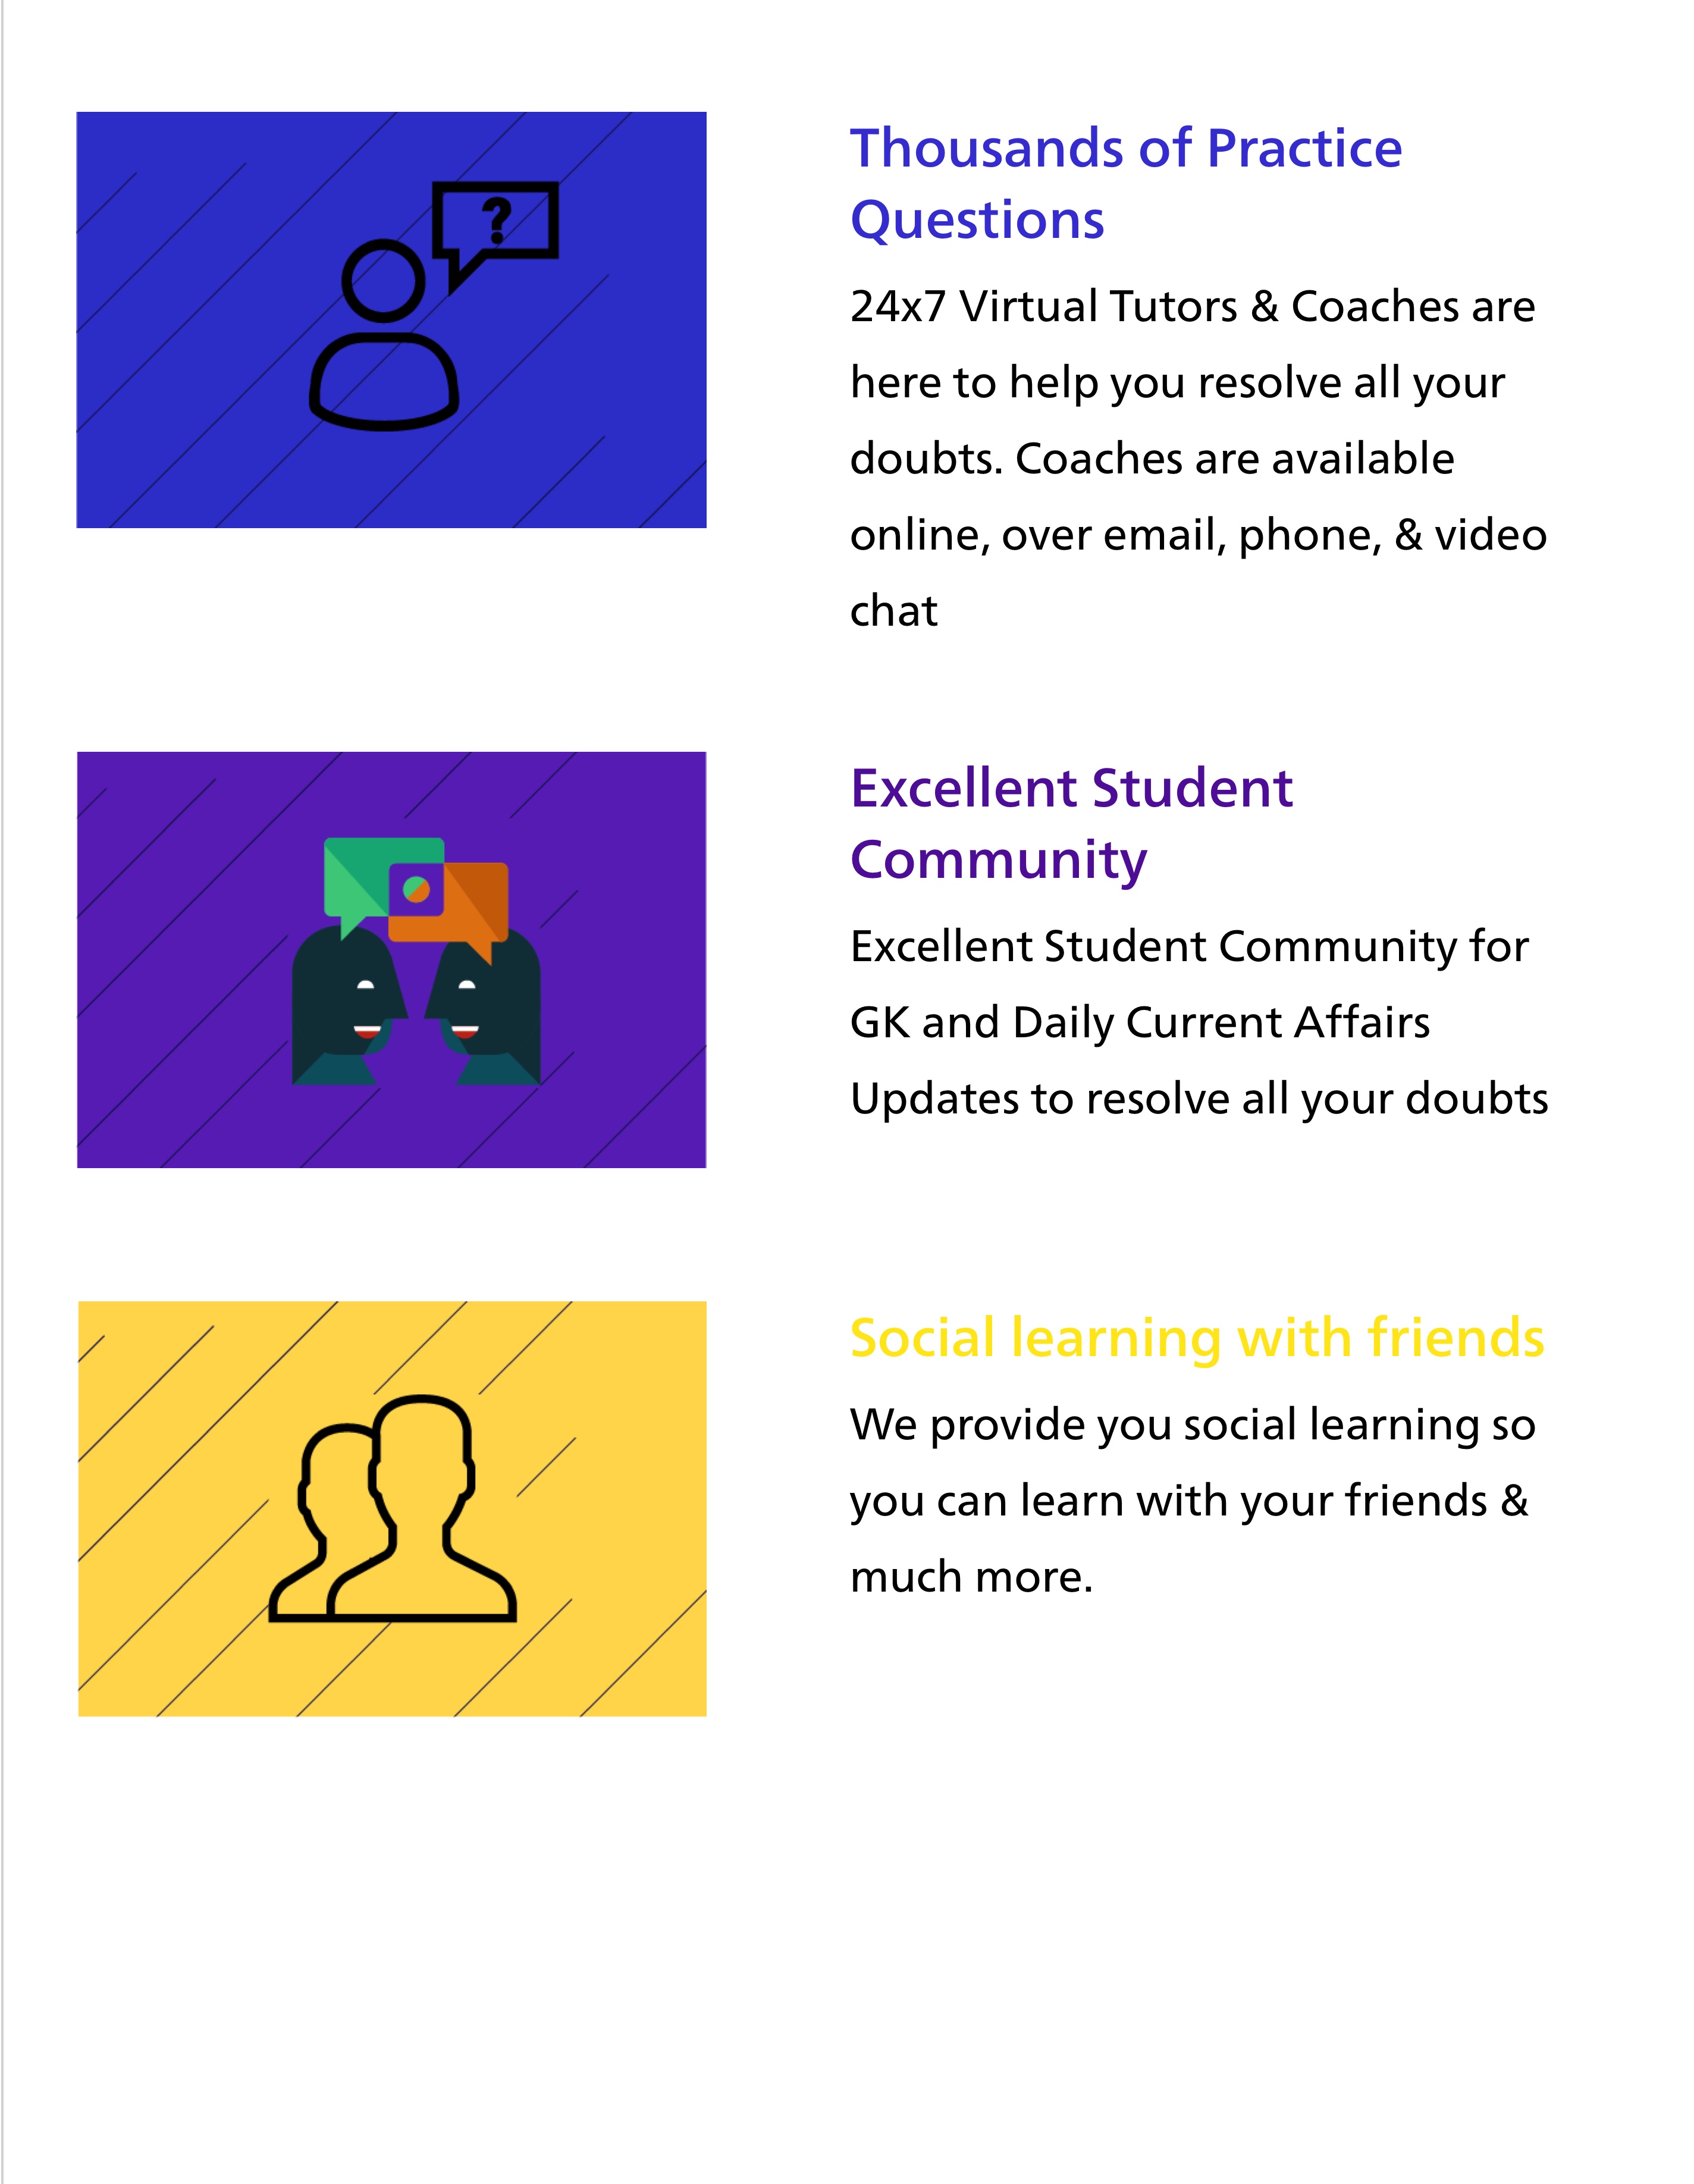 ?
Thousands of Practice
Questions
24x7 Virtual Tutors & Coaches are
here to help you resolve all your
doubts. Coaches are available
online, over email, phone, & video
chat
Excellent Student
Community
Excellent Student Community for
GK and Daily Current Affairs
Updates to resolve all your doubts
Social learning with friends
We provide you social learning so
you can learn with your friends &
much more.